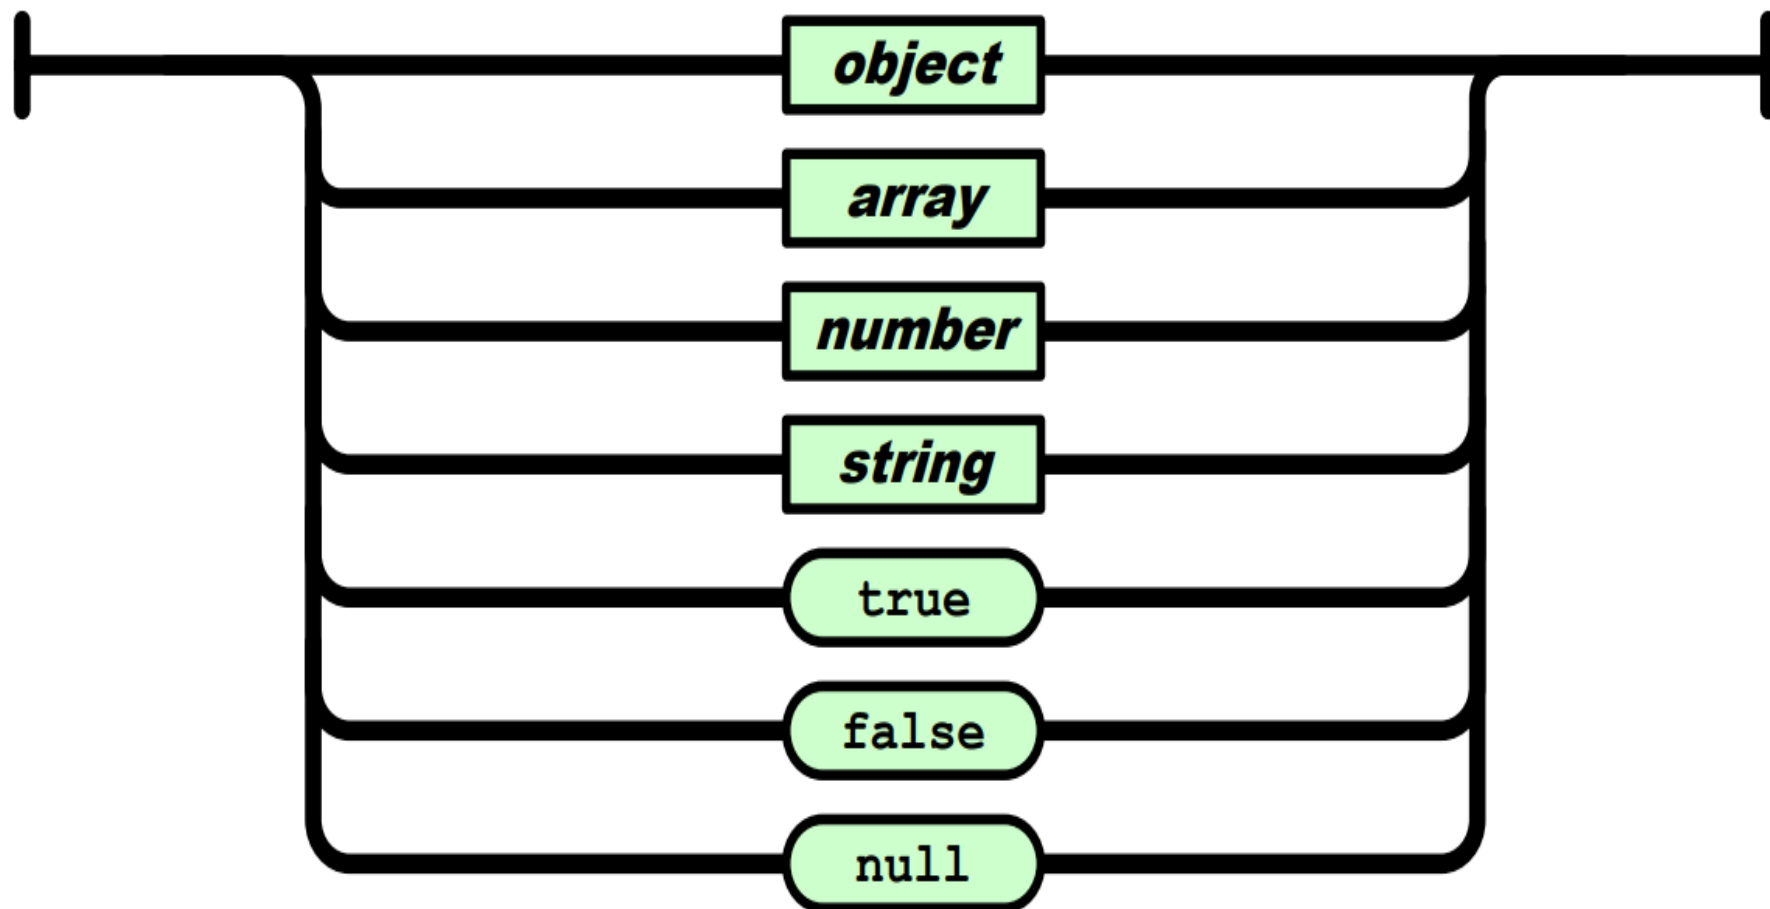 object
array
number
string
true
false
null